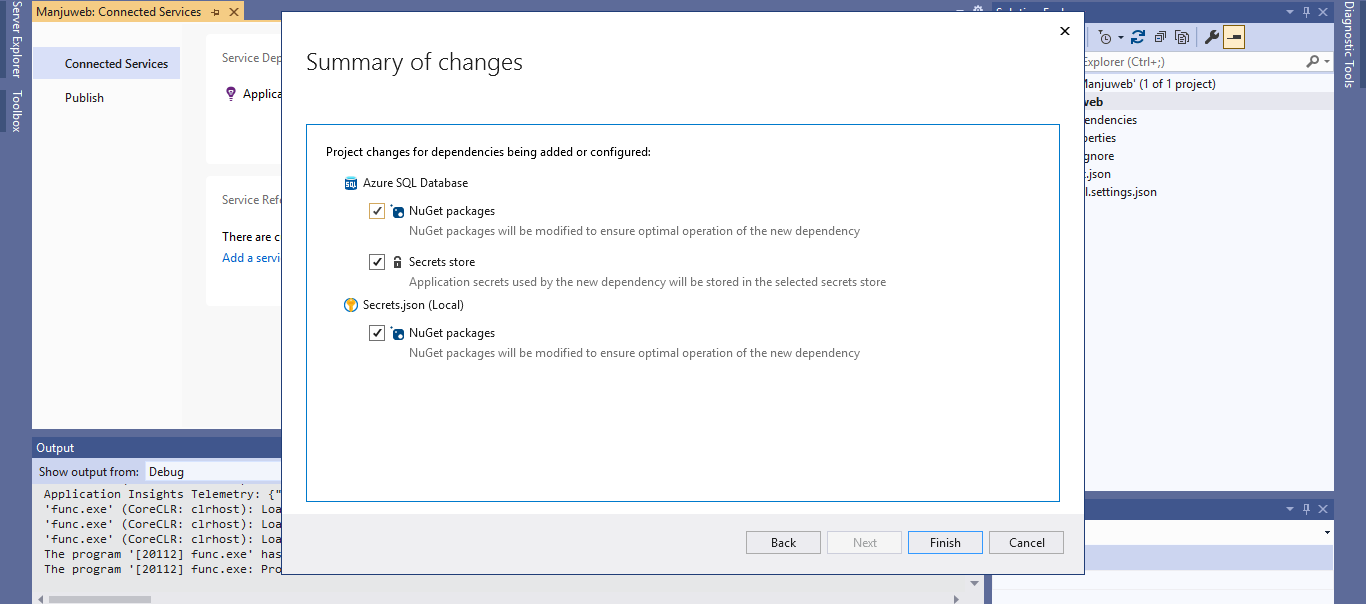 Server Explorer
Toolbox
Manjuweb: Connected Services
Connected Services
Publish
Service Dep
Applica
Service Refe
There are c
Add a servi
Summary of changes
Project changes for dependencies being added or configured:
Azure SQL Database
NuGet packages
NuGet packages will be modified to ensure optimal operation of the new dependency
Secrets store
Application secrets used by the new dependency will be stored in the selected secrets store
Secrets.json (Local)
NuGet packages
NuGet packages will be modified to ensure optimal operation of the new dependency
Back
Next
Finish
Cancel
Explorer (Ctrl+;)
Manjuweb' (1 of 1 project)
web
endencies
perties
gnore
t.json
l.settings.json
Diagnostic Tools
Output
Show output from: Debug
Application Insights Telemetry: {"
'func.exe' (CoreCLR: clrhost): Loa
'func.exe' (CoreCLR: clrhost): Loa
'func.exe' (CoreCLR: clrhost): Loa
The program '[20112] func.exe' has
The program '[20112] func.exe: Pro